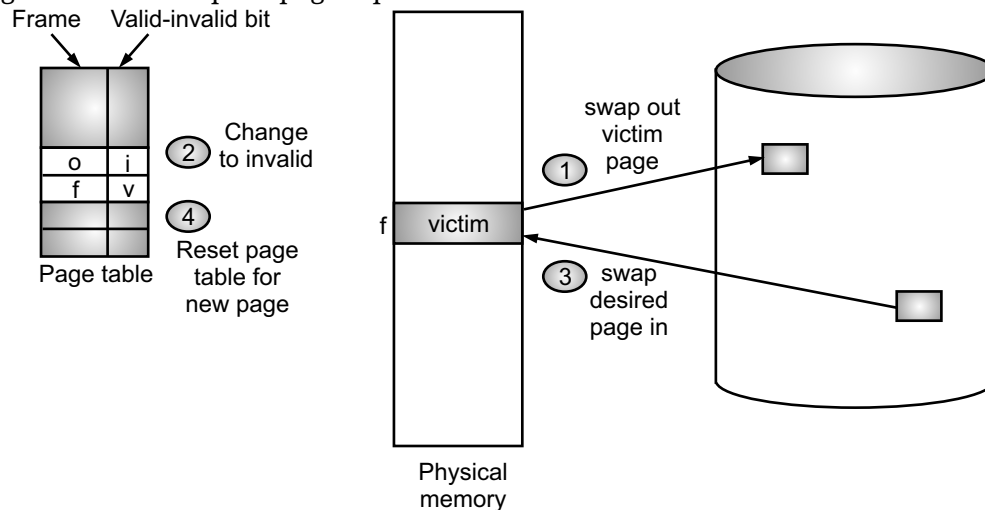 Frame Valid-invalid bit
o i
f v
Page table
2 Change
to invalid
4
Reset page
table for
new page
f victim
Physical
memory
swap out
victim
page
1
3 swap
desired
page in